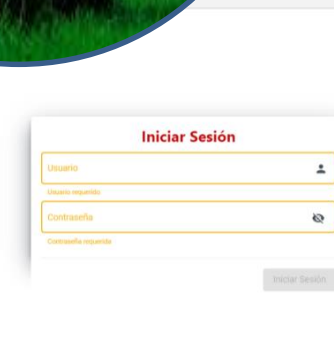 Iniciar Sesión
Usuario
Usuario requerido
Contraseña
Contraseña requerida
Iniciar Sesión